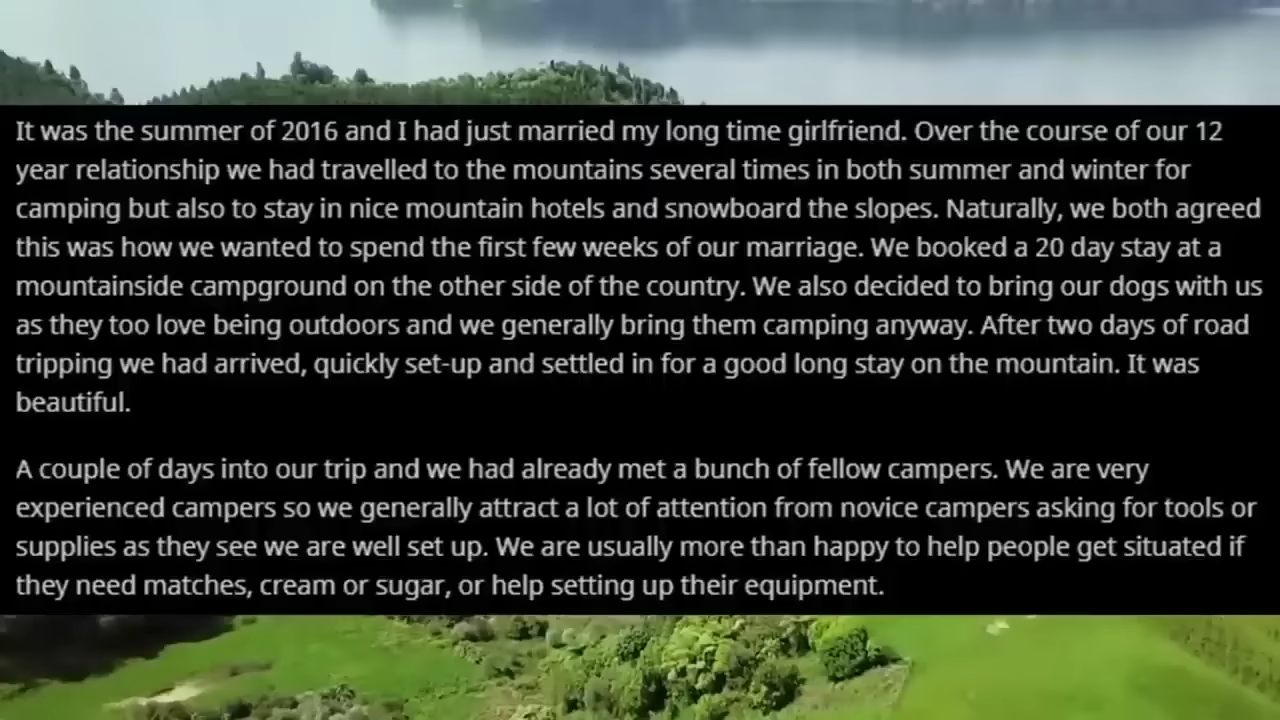 It was the summer of 2016 and I had just married my long time girlfriend. Over the course of our 12
year relationship we had travelled to the mountains several times in both summer and winter for
camping but also to stay in nice mountain hotels and snowboard the slopes. Naturally, we both agreed
this was how we wanted to spend the first few weeks of our marriage. We booked a 20 day stay at a
mountainside campground on the other side of the country. We also decided to bring our dogs with us
as they too love being outdoors and we generally bring them camping anyway. After two days of road
tripping we had arrived, quickly set-up and settled in for a good long stay on the mountain. It was
beautiful.
A couple of days into our trip and we had already met a bunch of fellow campers. We are very
experienced campers so we generally attract a lot of attention from novice campers asking for tools or
supplies as they see we are well set up. We are usually more than happy to help people get situated if
they need matches, cream or sugar, or help setting up their equipment.